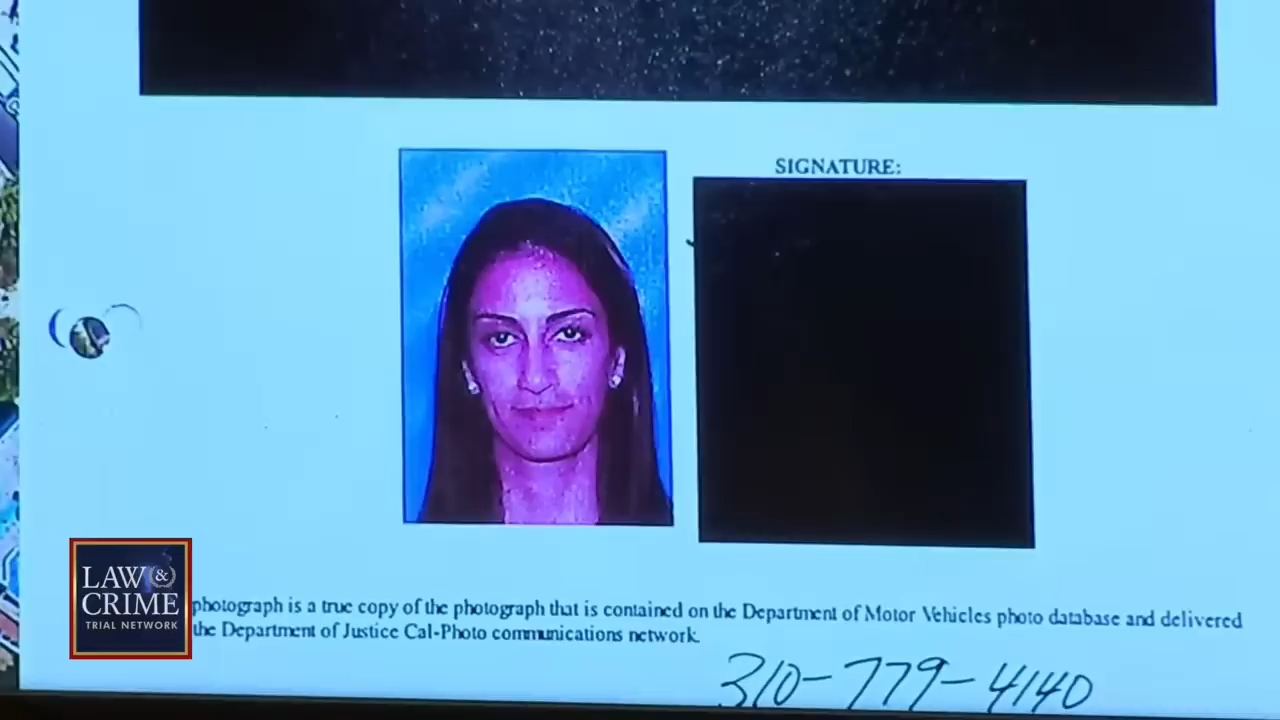 SIGNATURE:
LAW &
CRIME
TRIAL NETWORK
photograph is a true copy of the photograph that is contained on the Department of Motor Vehicles photo database and delivered
the Department of Justice Cal-Photo communications network.
310-779-4140